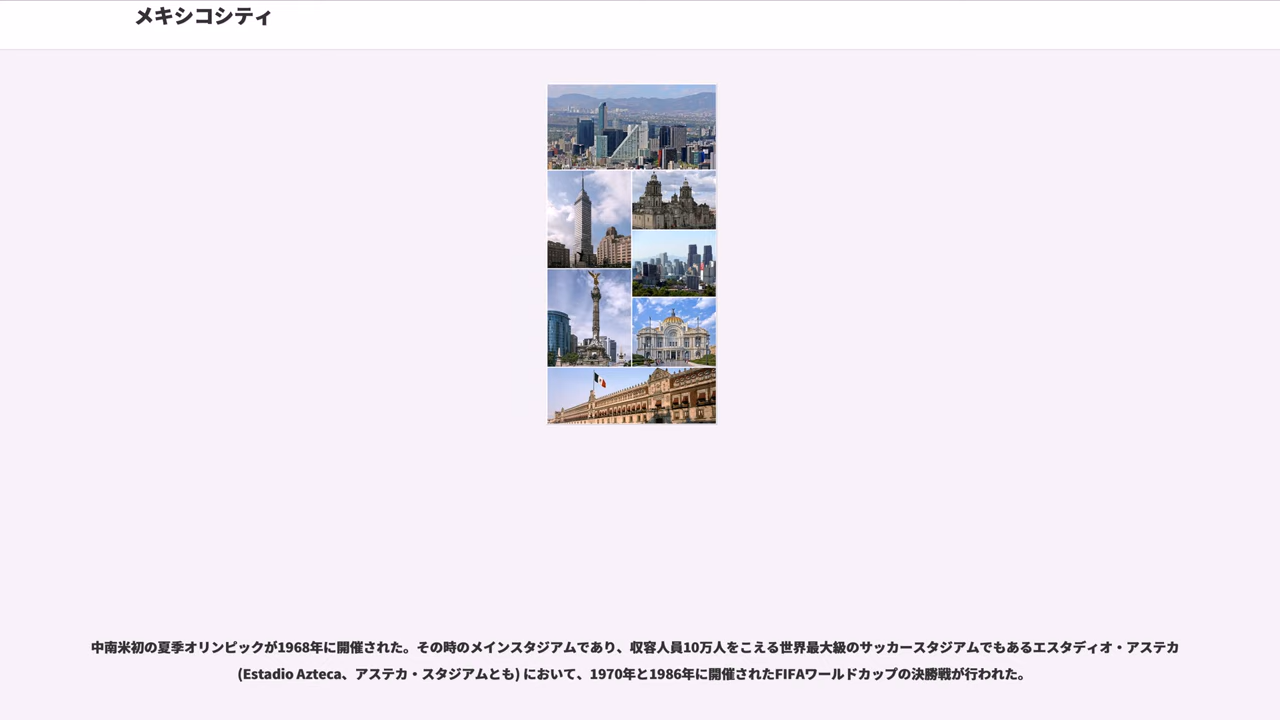 メキシコシティ
中南米初の夏季オリンピックが1968年に開催された。その時のメインスタジアムであり、収容人員10万人をこえる世界最大級のサッカースタジアムでもあるエスタディオ・アステカ
(Estadio Azteca、アステカ・スタジアムとも) において、1970年と1986年に開催されたFIFAワールドカップの決勝戦が行われた。